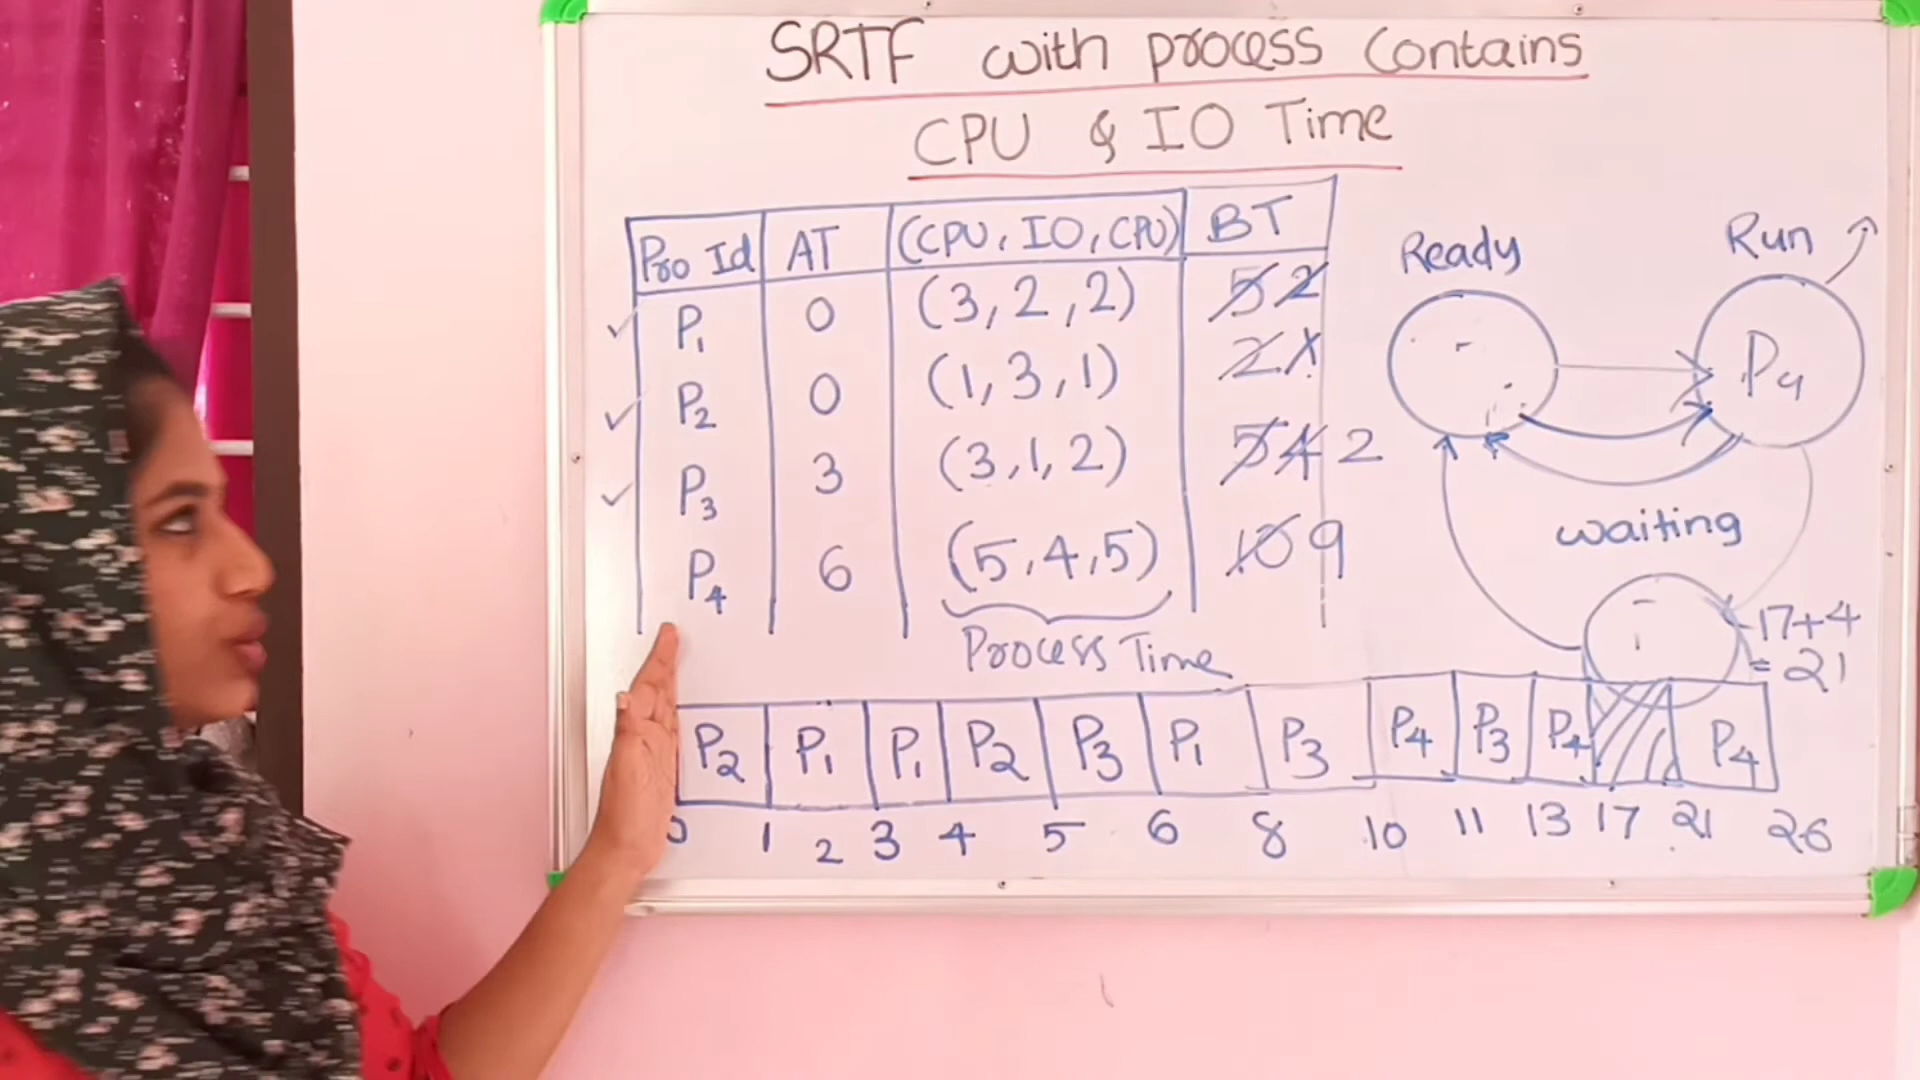 SRTF with process Contains
CPU & IO Time
Pro Id AT (CPU, IO, CPU) BT
P1 0 (3, 2, 2) 5 2
P2 0 (1, 3, 1) 2 1
P3 3 (3, 1, 2) 5 4 2
P4 6 (5, 4, 5) 10 9
Process Time
Ready
Run
P4
waiting
17+4
= 21
P2 P1 P1 P2 P3 P1 P3 P4 P3 P4 P4
0 1 2 3 4 5 6 8 10 11 13 17 21 26